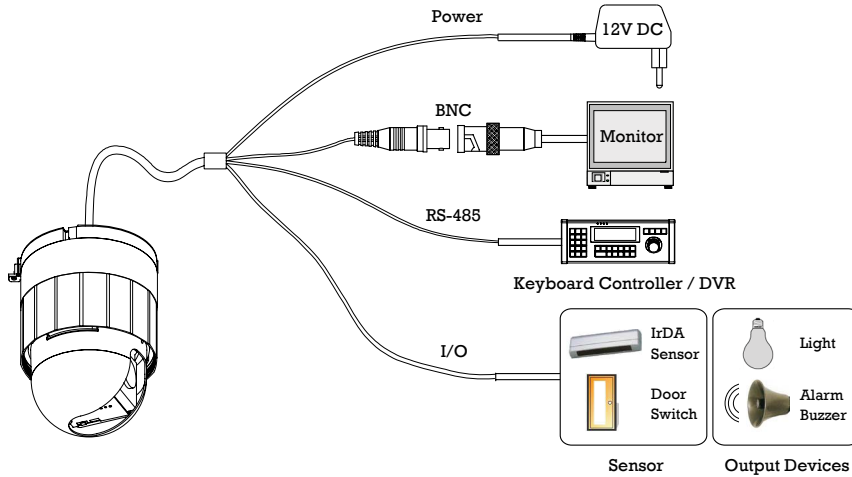 Power
12V DC
BNC
Monitor
RS-485
Keyboard Controller / DVR
I/O
IrDA
Sensor
Door
Switch
Light
Alarm
Buzzer
Sensor
Output Devices